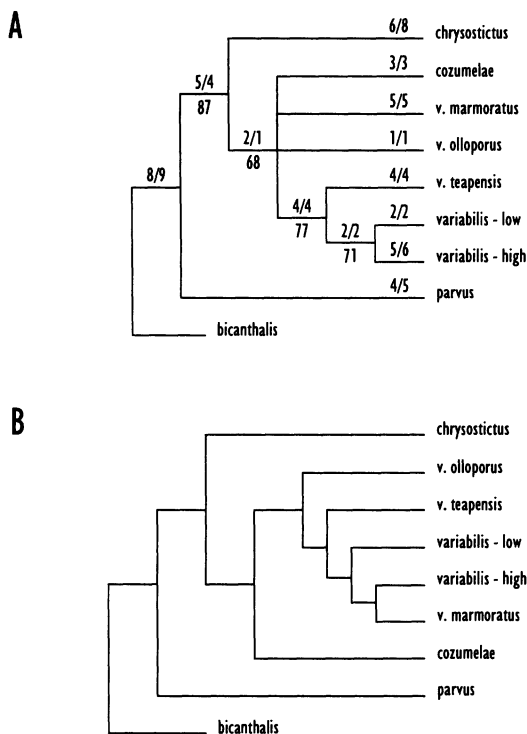 A
6/8 chrysostictus
3/3 cozumelae
5/4
87
5/5 v. marmoratus
2/1
68
1/1 v. olloporus
8/9
4/4 v. teapensis
4/4
77
2/2 variabilis - low
2/2
71
5/6 variabilis - high
4/5 parvus
bicanthalis
B
chrysostictus
v. olloporus
v. teapensis
variabilis - low
variabilis - high
v. marmoratus
cozumelae
parvus
bicanthalis